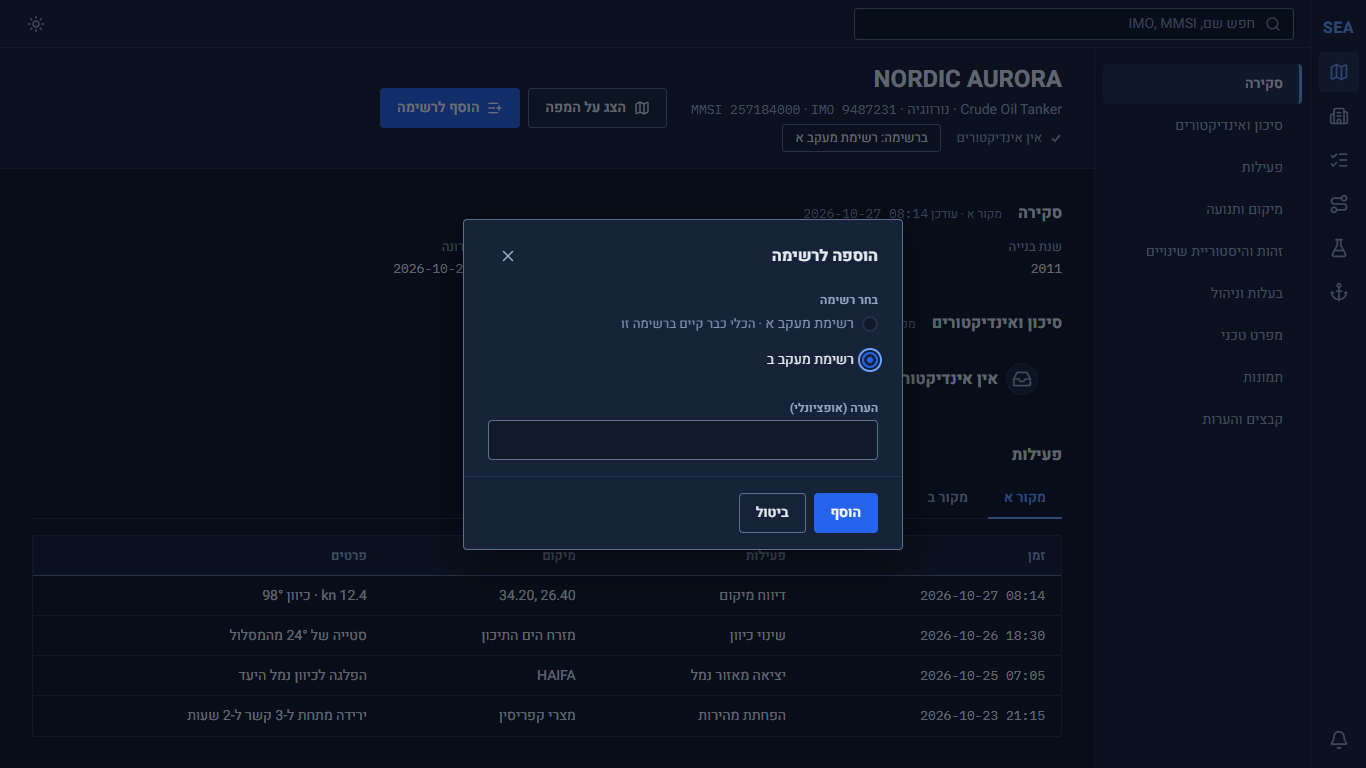 SEA
חפש שם, IMO, MMSI
סקירה
סיכון ואינדיקטורים
פעילות
מיקום ותנועה
זהות והיסטוריית שינויים
בעלות וניהול
מפרט טכני
תמונות
קבצים והערות
NORDIC AURORA
Crude Oil Tanker · נורווגיה · IMO 9487231 · MMSI 257184000
אין אינדיקטורים
ברשימה: רשימת מעקב א
הצג על המפה
הוסף לרשימה
סקירה
מקור א · עודכן 2026-10-27 08:14
שנת בנייה
2011
סיכון ואינדיקטורים
פעילות
מקור א
מקור ב
הוספה לרשימה
בחר רשימה
רשימת מעקב א · הכלי כבר קיים ברשימה זו
רשימת מעקב ב
הערה (אופציונלי)
הוסף
ביטול
זמן פעילות מיקום פרטים
2026-10-27 08:14 דיווח מיקום 34.20, 26.40 12.4 kn · כיוון 98°
2026-10-26 18:30 שינוי כיוון מזרח הים התיכון סטייה של 24° מהמסלול
2026-10-25 07:05 יציאה מאזור נמל HAIFA הפלגה לכיוון נמל היעד
2026-10-23 21:15 הפחתת מהירות מצרי קפריסין ירידה מתחת ל-3 קשר ל-2 שעות